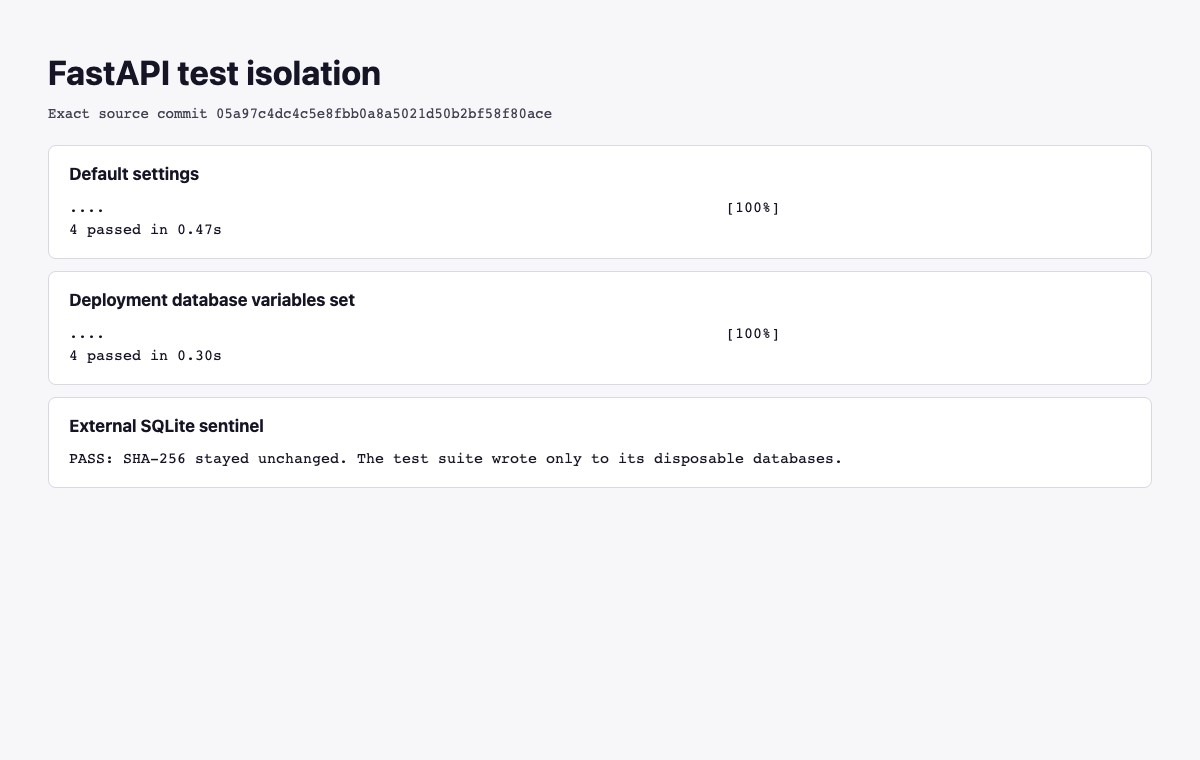 FastAPI test isolation
Exact source commit 05a97c4dc4c5e8fbb0a8a5021d50b2bf58f80ace
Default settings
.... [100%]
4 passed in 0.47s
Deployment database variables set
.... [100%]
4 passed in 0.30s
External SQLite sentinel
PASS: SHA-256 stayed unchanged. The test suite wrote only to its disposable databases.